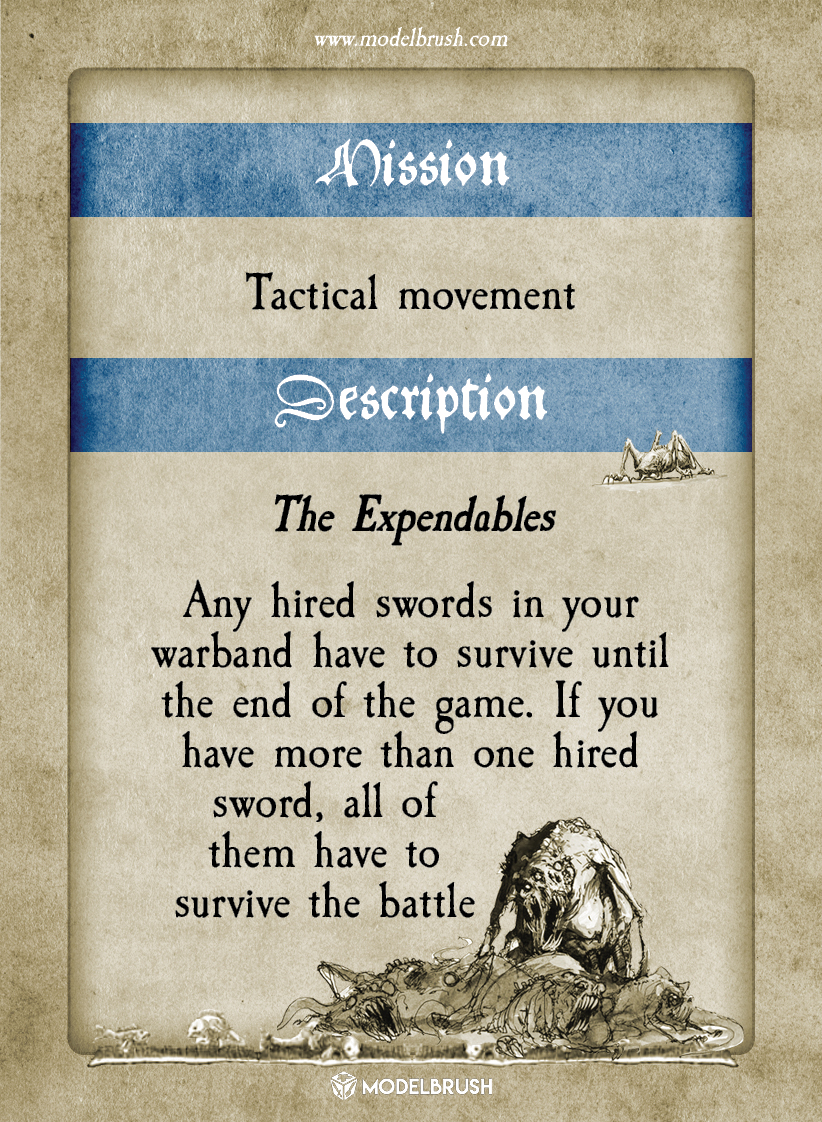 www.modelbrush.com
Mission
Tactical movement
Description
The Expendables
Any hired swords in your
warband have to survive until
the end of the game. If you
have more than one hired
sword, all of
them have to
survive the battle
MODELBRUSH